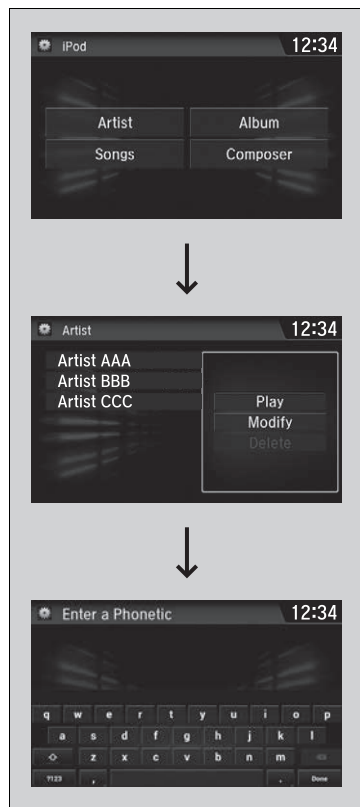 iPod 12:34
Artist Album
Songs Composer
Artist 12:34
Artist AAA
Artist BBB
Artist CCC
Play
Modify
Delete
Enter a Phonetic 12:34
q w e r t y u i o p
a s d f g h j k l
z x c v b n m
?123 , . Done